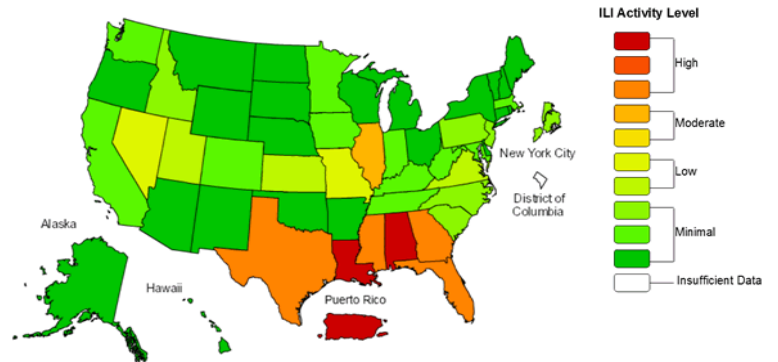 ILI Activity Level
High
Moderate
Low
Minimal
Insufficient Data
New York City
District of
Columbia
Alaska
Hawaii
Puerto Rico